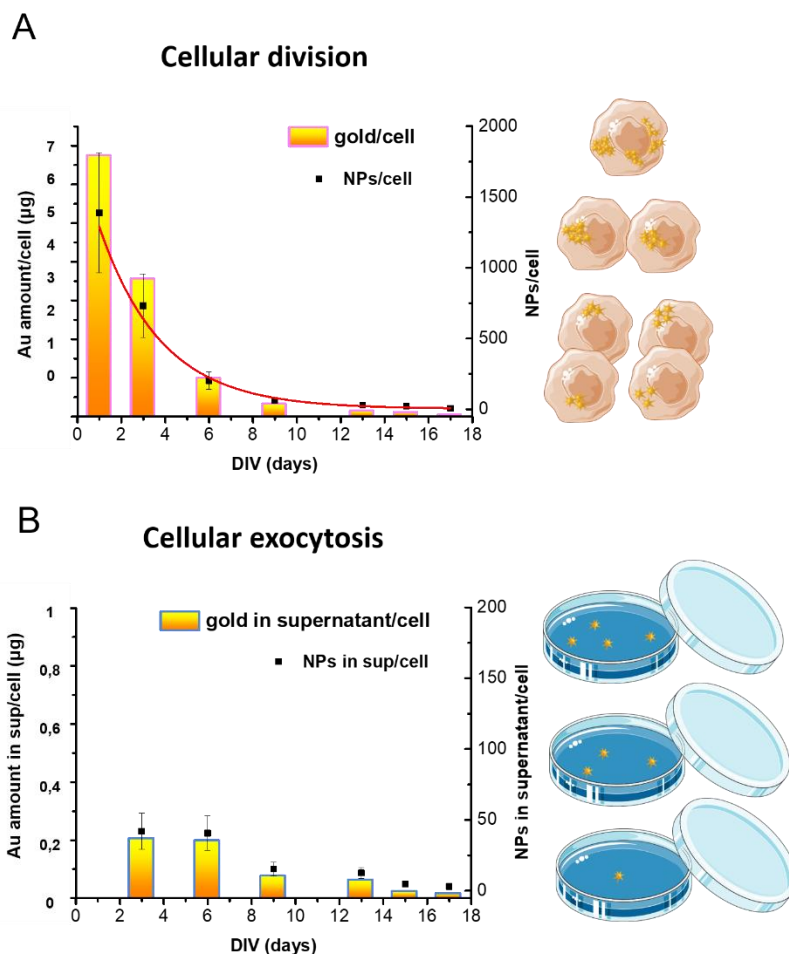 A
Cellular division
gold/cell
NPs/cell
Au amount/cell (µg)
7
6
5
4
3
2
1
0
2000
1500
1000
500
0
NPs/cell
0 2 4 6 8 10 12 14 16 18
DIV (days)
B
Cellular exocytosis
gold in supernatant/cell
NPs in sup/cell
Au amount in sup/cell (µg)
1
0,8
0,6
0,4
0,2
0
200
150
100
50
0
NPs in supernatant/cell
0 2 4 6 8 10 12 14 16 18
DIV (days)